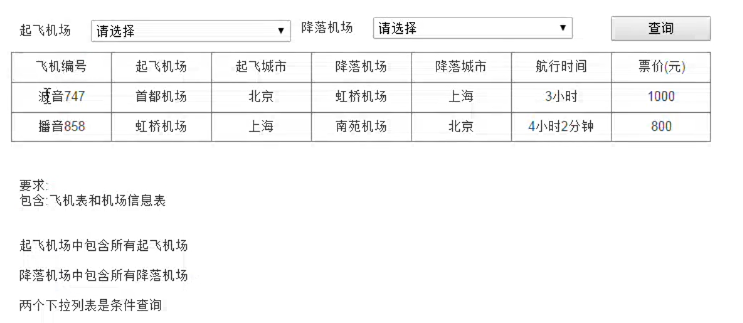 起飞机场 请选择 降落机场 请选择 查询
飞机编号 起飞机场 起飞城市 降落机场 降落城市 航行时间 票价(元)
波音747 首都机场 北京 虹桥机场 上海 3小时 1000
播音858 虹桥机场 上海 南苑机场 北京 4小时2分钟 800
要求:
包含:飞机表和机场信息表
起飞机场中包含所有起飞机场
降落机场中包含所有降落机场
两个下拉列表是条件查询